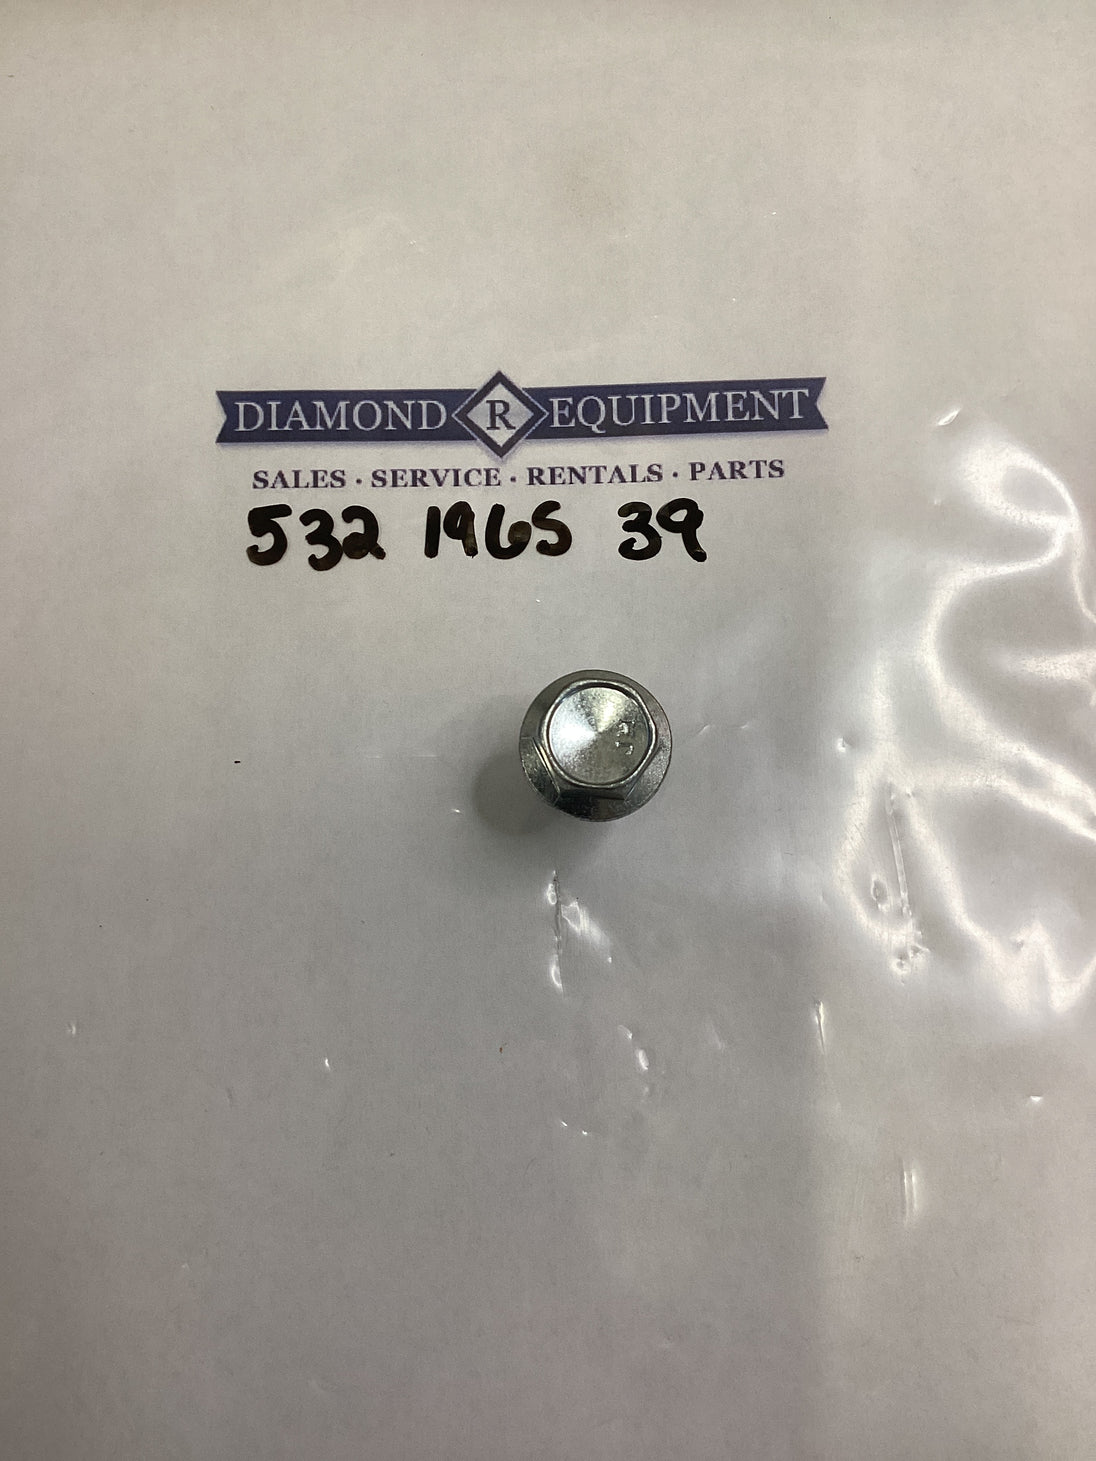 DIAMOND R EQUIPMENT
SALES · SERVICE · RENTALS · PARTS
532 1965 39